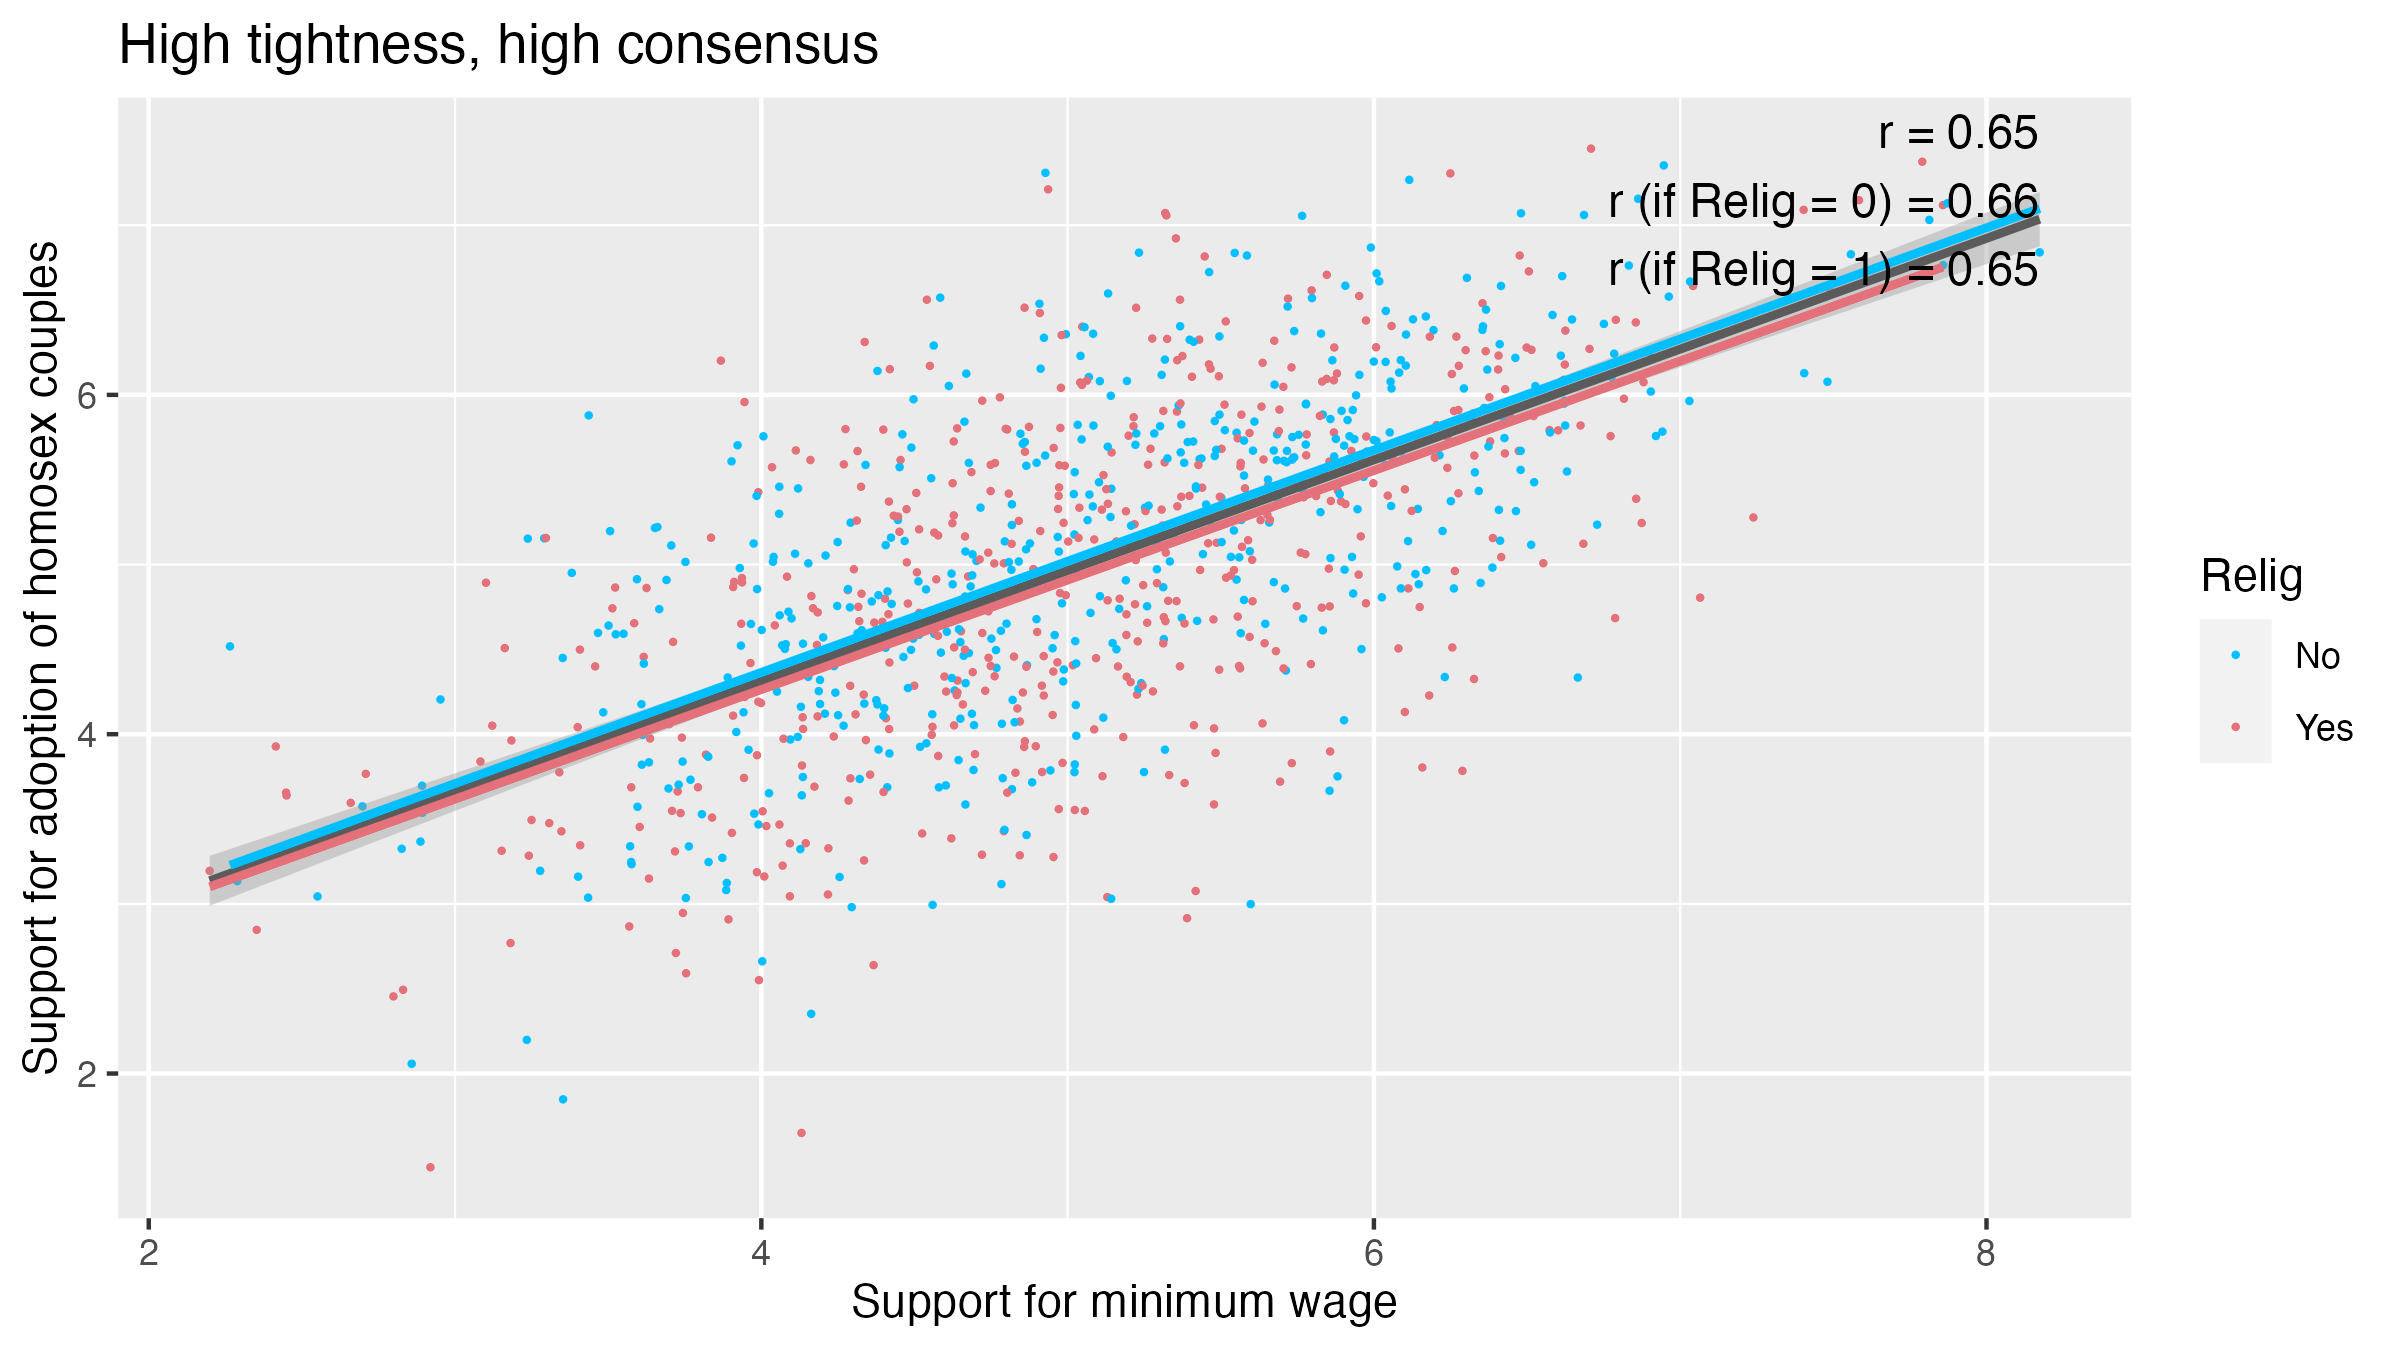 High tightness, high consensus
r = 0.65
r (if Relig = 0) = 0.66
r (if Relig = 1) = 0.65
Support for adoption of homosex couples
6
4
2
2 4 6 8
Support for minimum wage
Relig
No
Yes